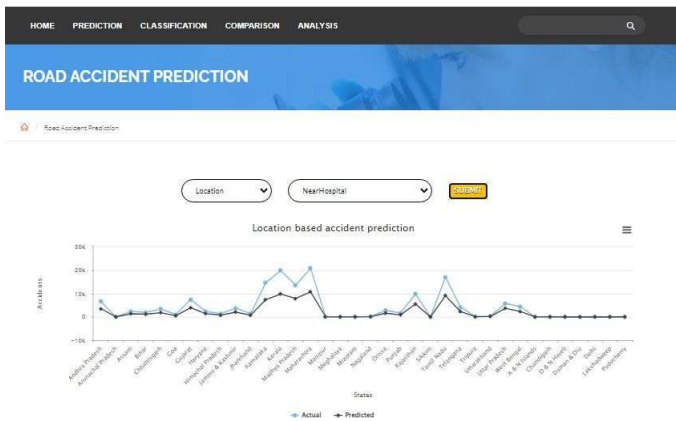 HOME PREDICTION CLASSIFICATION COMPARISON ANALYSIS
ROAD ACCIDENT PREDICTION
/ Road Accident Prediction
Location NearHospital SUBMIT
Location based accident prediction
30k
20k
10k
0
-10k
Accidents
Andhra Pradesh
Arunachal Pradesh
Assam
Bihar
Chhattisgarh
Goa
Gujarat
Haryana
Himachal Pradesh
Jammu & Kashmir
Jharkhand
Karnataka
Kerala
Madhya Pradesh
Maharashtra
Manipur
Meghalaya
Mizoram
Nagaland
Orissa
Punjab
Rajasthan
Sikkim
Tamil Nadu
Telangana
Tripura
Uttarakhand
Uttar Pradesh
West Bengal
A & N Islands
Chandigarh
D & N Haveli
Daman & Diu
Delhi
Lakshadweep
Puducherry
States
Actual Predicted